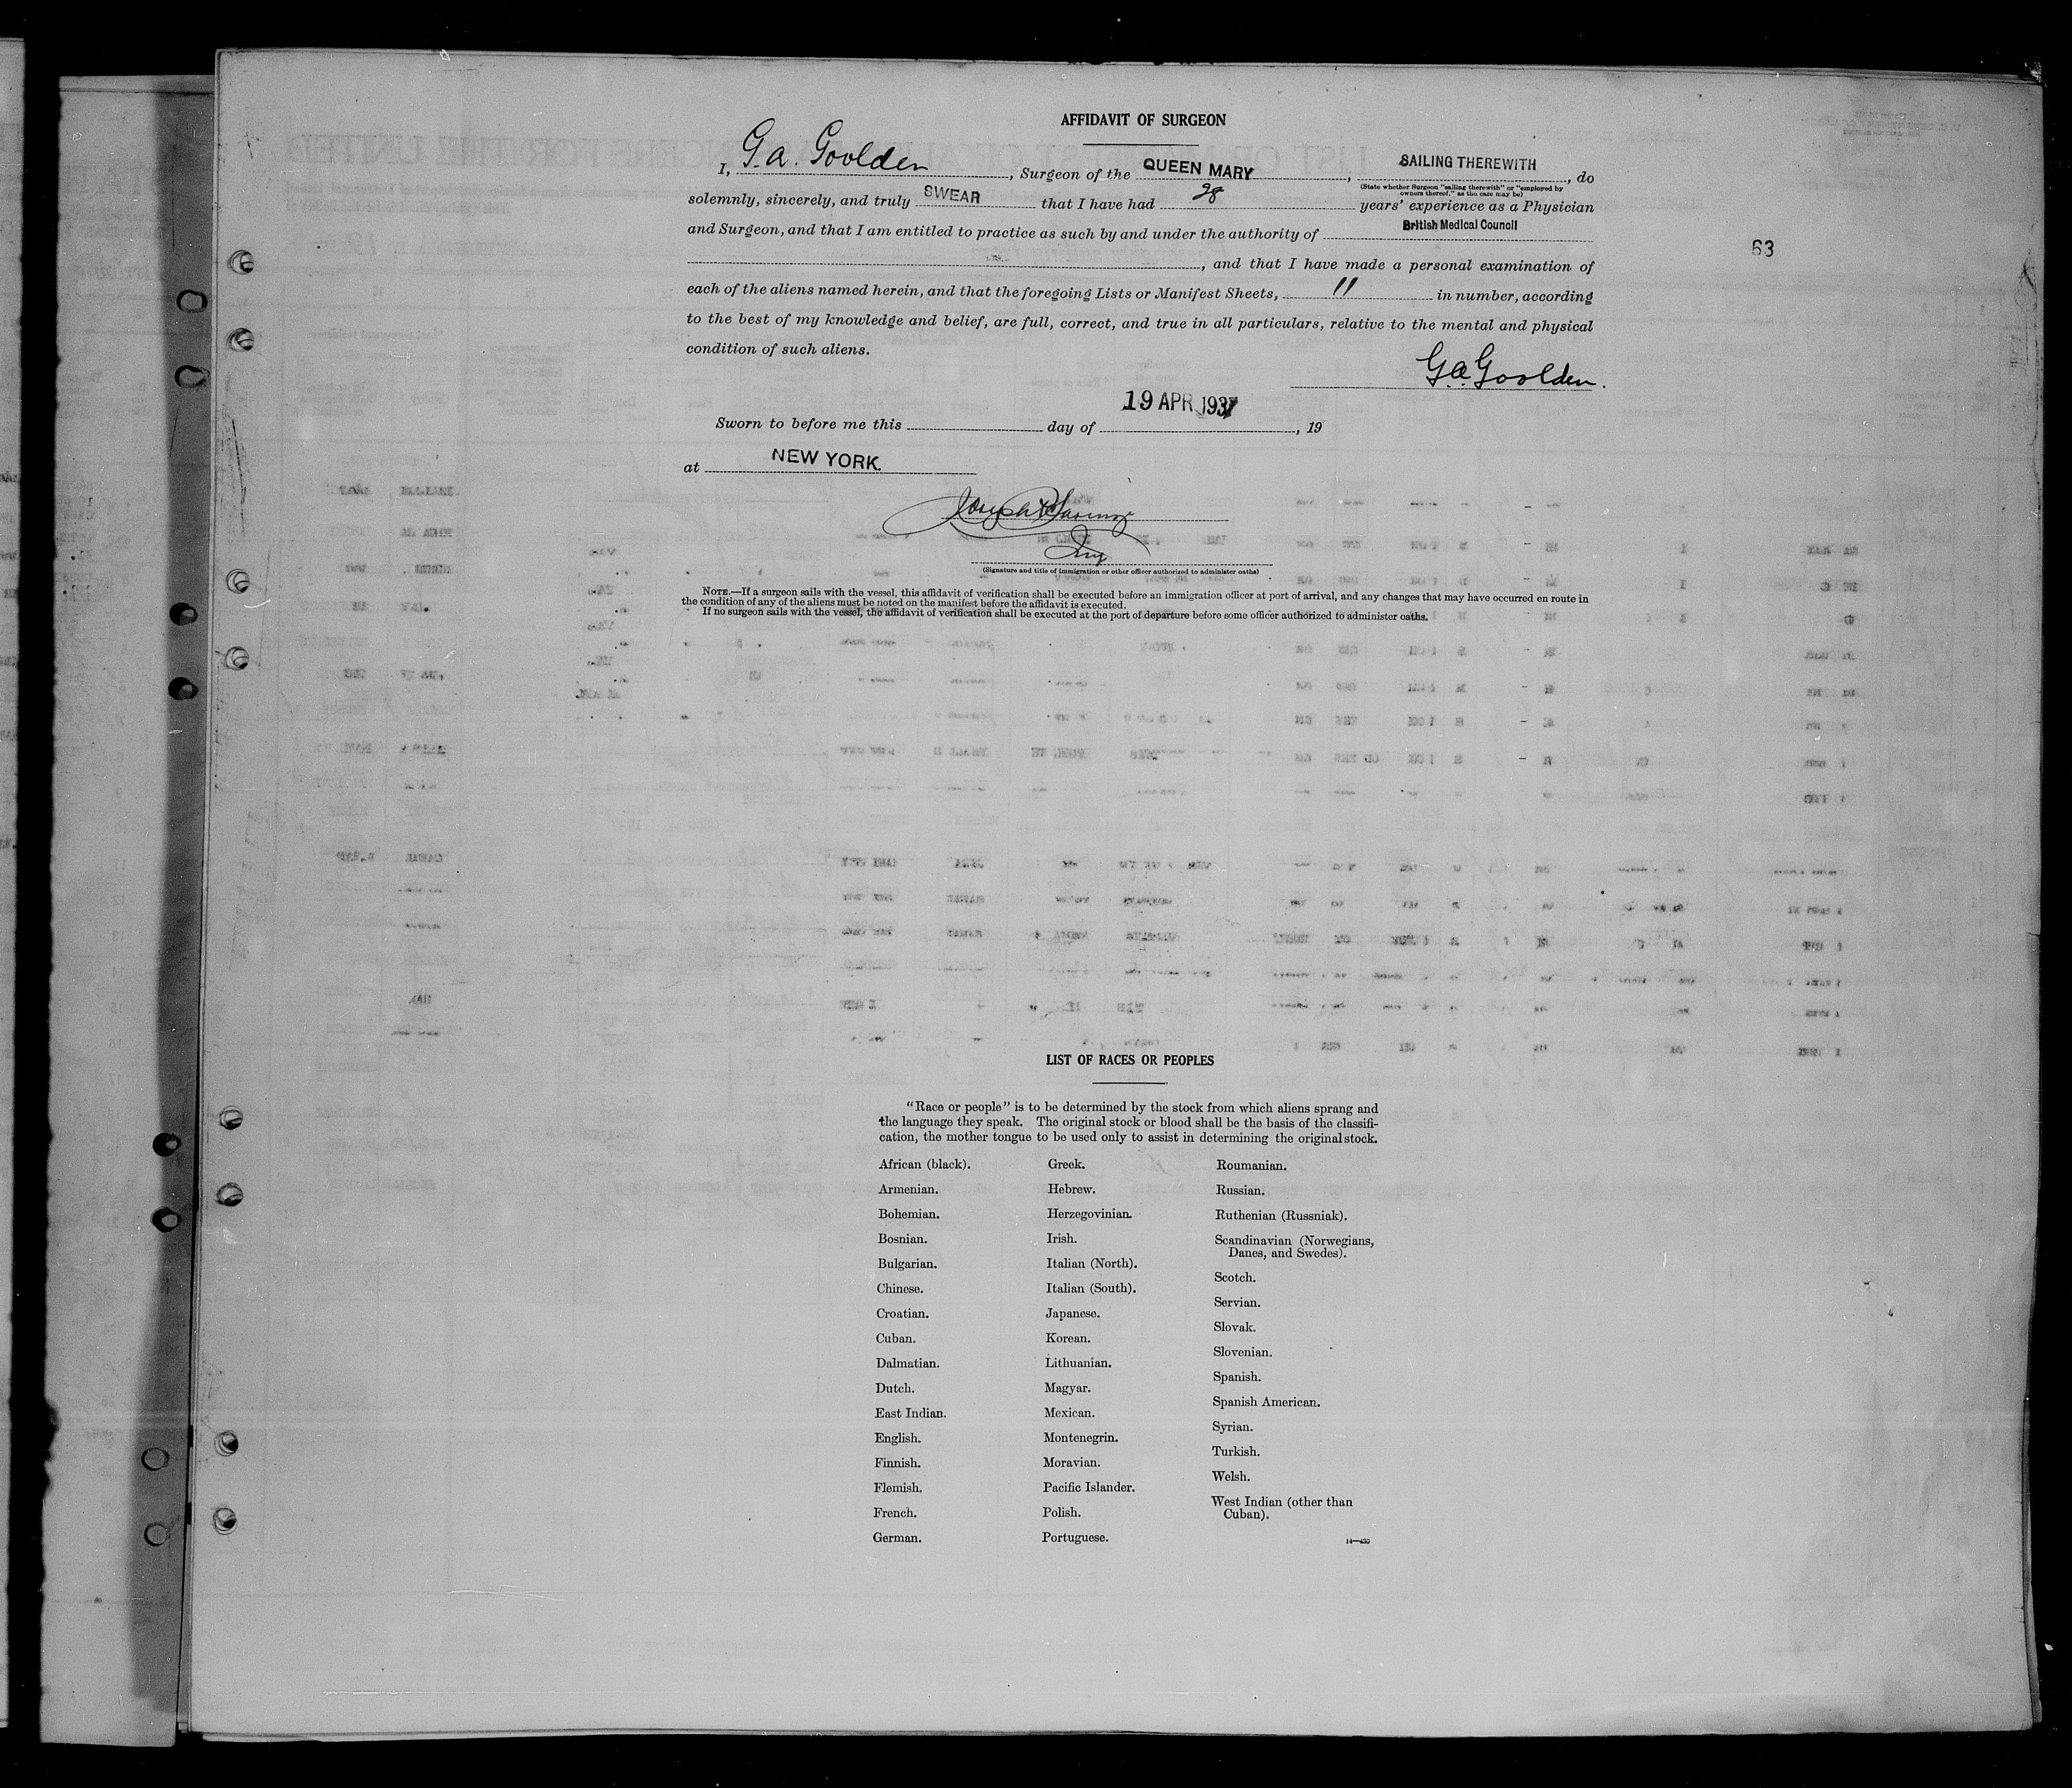 AFFIDAVIT OF SURGEON
I, G. A. Goolden, Surgeon of the QUEEN MARY, SAILING THEREWITH, do
(State whether Surgeon "sailing therewith" or "employed by owners thereof," as the case may be)
solemnly, sincerely, and truly SWEAR that I have had 28 years' experience as a Physician
and Surgeon, and that I am entitled to practice as such by and under the authority of British Medical Council
63
, and that I have made a personal examination of
each of the aliens named herein, and that the foregoing Lists or Manifest Sheets, 11 in number, according
to the best of my knowledge and belief, are full, correct, and true in all particulars, relative to the mental and physical
condition of such aliens.
G. A. Goolden.
19 APR 1937
Sworn to before me this day of , 19
at NEW YORK.
(Signature and title of immigration or other officer authorized to administer oaths)
NOTE.—If a surgeon sails with the vessel, this affidavit of verification shall be executed before an immigration officer at port of arrival, and any changes that may have occurred en route in
the condition of any of the aliens must be noted on the manifest before the affidavit is executed.
If no surgeon sails with the vessel, the affidavit of verification shall be executed at the port of departure before some officer authorized to administer oaths.
LIST OF RACES OR PEOPLES
"Race or people" is to be determined by the stock from which aliens sprang and
the language they speak. The original stock or blood shall be the basis of the classifi-
cation, the mother tongue to be used only to assist in determining the original stock.
African (black).
Armenian.
Bohemian.
Bosnian.
Bulgarian.
Chinese.
Croatian.
Cuban.
Dalmatian.
Dutch.
East Indian.
English.
Finnish.
Flemish.
French.
German.
Greek.
Hebrew.
Herzegovinian.
Irish.
Italian (North).
Italian (South).
Japanese.
Korean.
Lithuanian.
Magyar.
Mexican.
Montenegrin.
Moravian.
Pacific Islander.
Polish.
Portuguese.
Roumanian.
Russian.
Ruthenian (Russniak).
Scandinavian (Norwegians,
Danes, and Swedes).
Scotch.
Servian.
Slovak.
Slovenian.
Spanish.
Spanish American.
Syrian.
Turkish.
Welsh.
West Indian (other than
Cuban).
14—430